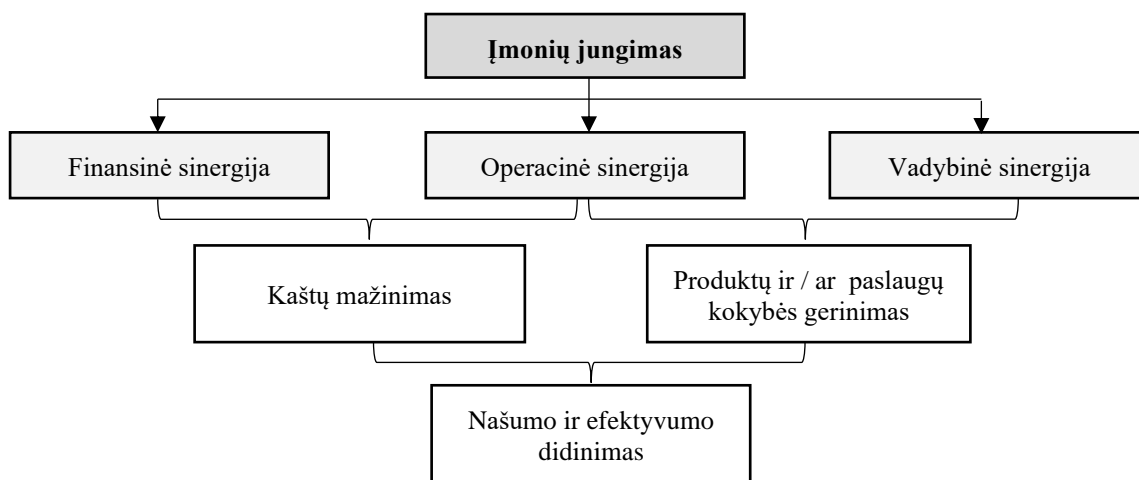 Įmonių jungimas
Finansinė sinergija
Operacinė sinergija
Vadybinė sinergija
Kaštų mažinimas
Produktų ir / ar paslaugų
kokybės gerinimas
Našumo ir efektyvumo
didinimas